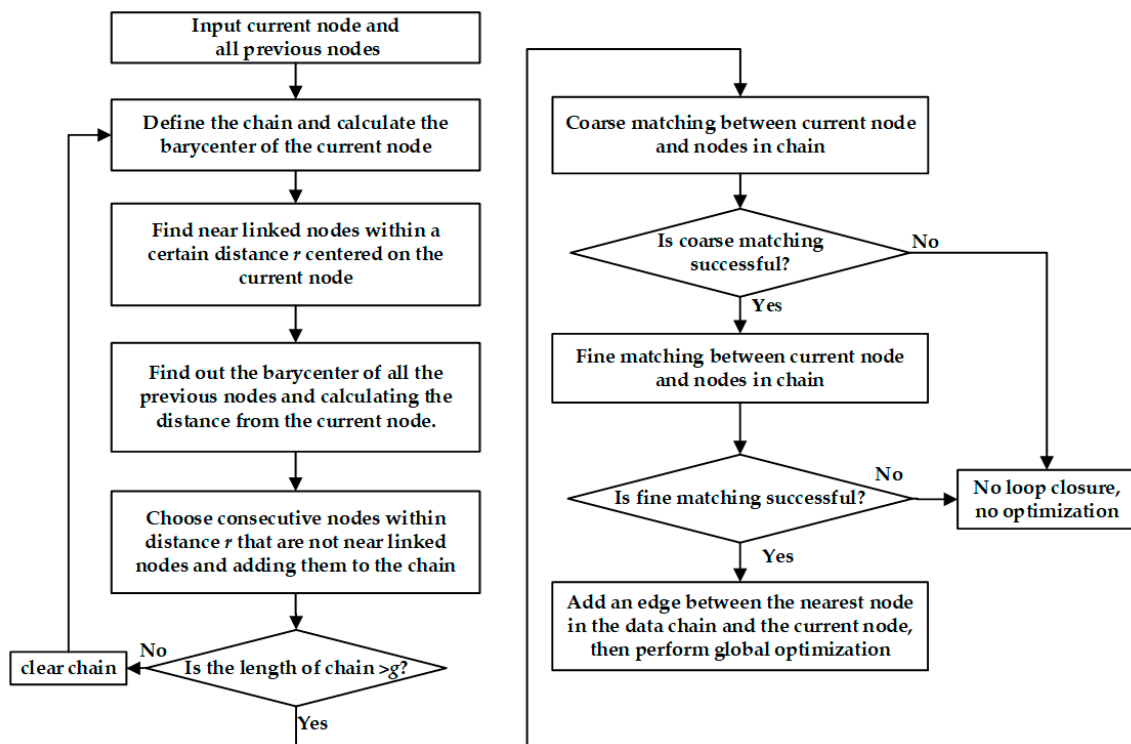 Input current node and
all previous nodes
Define the chain and calculate the
barycenter of the current node
Find near linked nodes within a
certain distance r centered on the
current node
Find out the barycenter of all the
previous nodes and calculating the
distance from the current node.
Choose consecutive nodes within
distance r that are not near linked
nodes and adding them to the chain
Is the length of chain >g?
No
clear chain
Yes
Coarse matching between current node
and nodes in chain
Is coarse matching
successful?
No
Yes
Fine matching between current node
and nodes in chain
Is fine matching successful?
No
No loop closure,
no optimization
Yes
Add an edge between the nearest node
in the data chain and the current node,
then perform global optimization